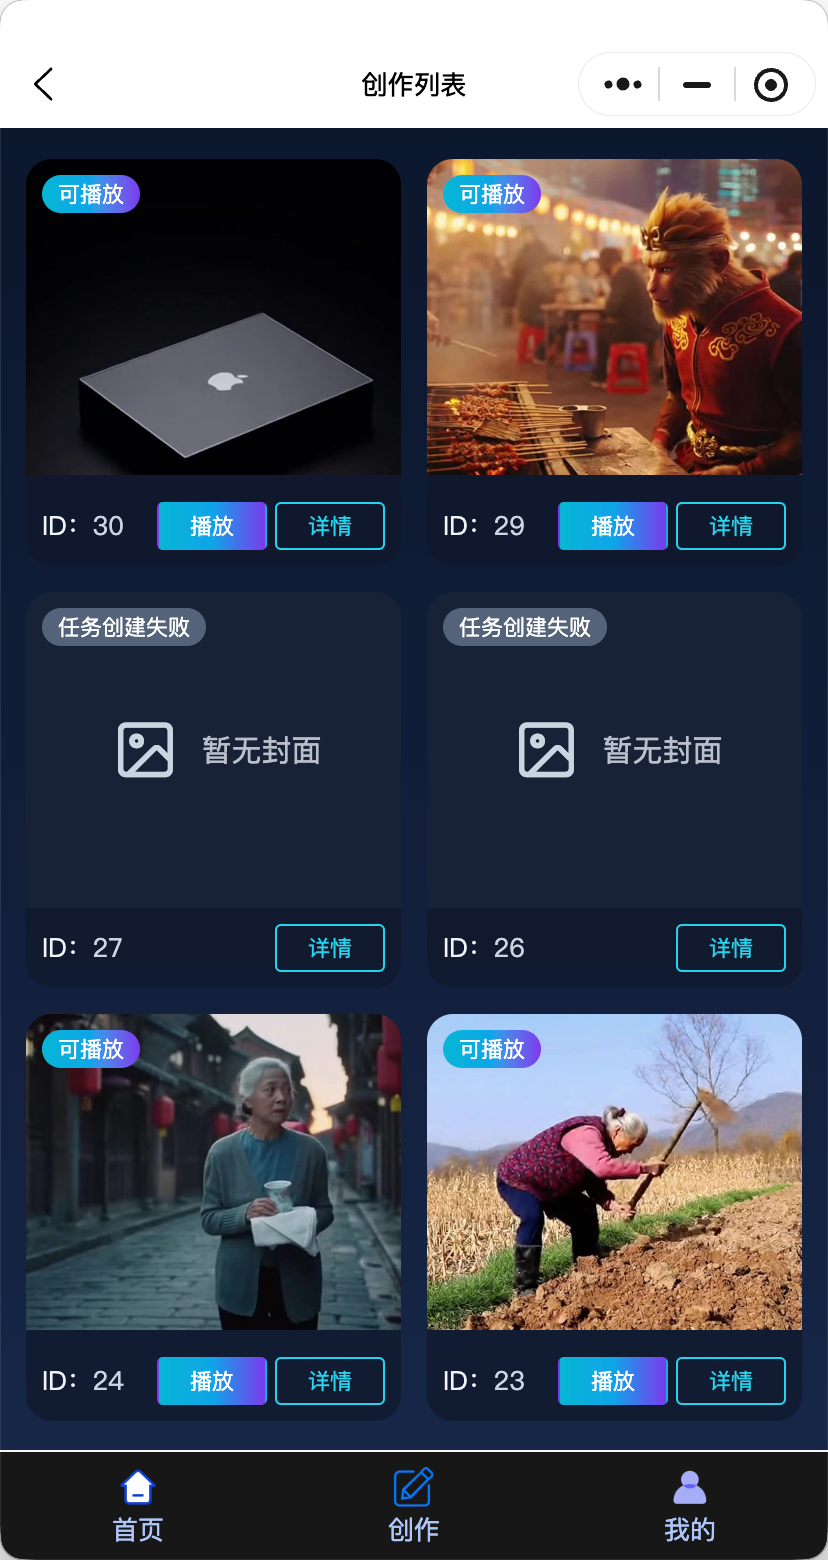 创作列表
可播放
可播放
ID：30 播放 详情
ID：29 播放 详情
任务创建失败
任务创建失败
暂无封面
暂无封面
ID：27 详情
ID：26 详情
可播放
可播放
ID：24 播放 详情
ID：23 播放 详情
首页
创作
我的